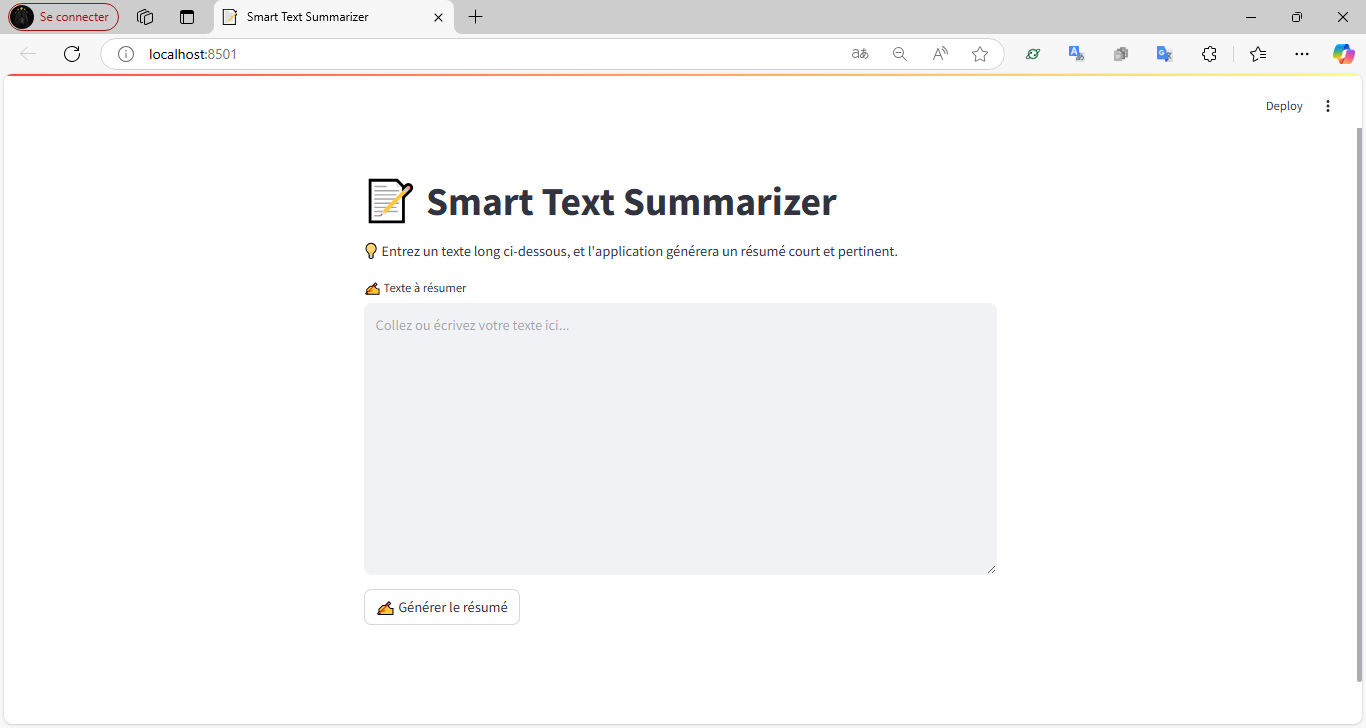 Se connecter
Smart Text Summarizer
localhost:8501
Deploy
Smart Text Summarizer
Entrez un texte long ci-dessous, et l'application générera un résumé court et pertinent.
Texte à résumer
Collez ou écrivez votre texte ici...
Générer le résumé